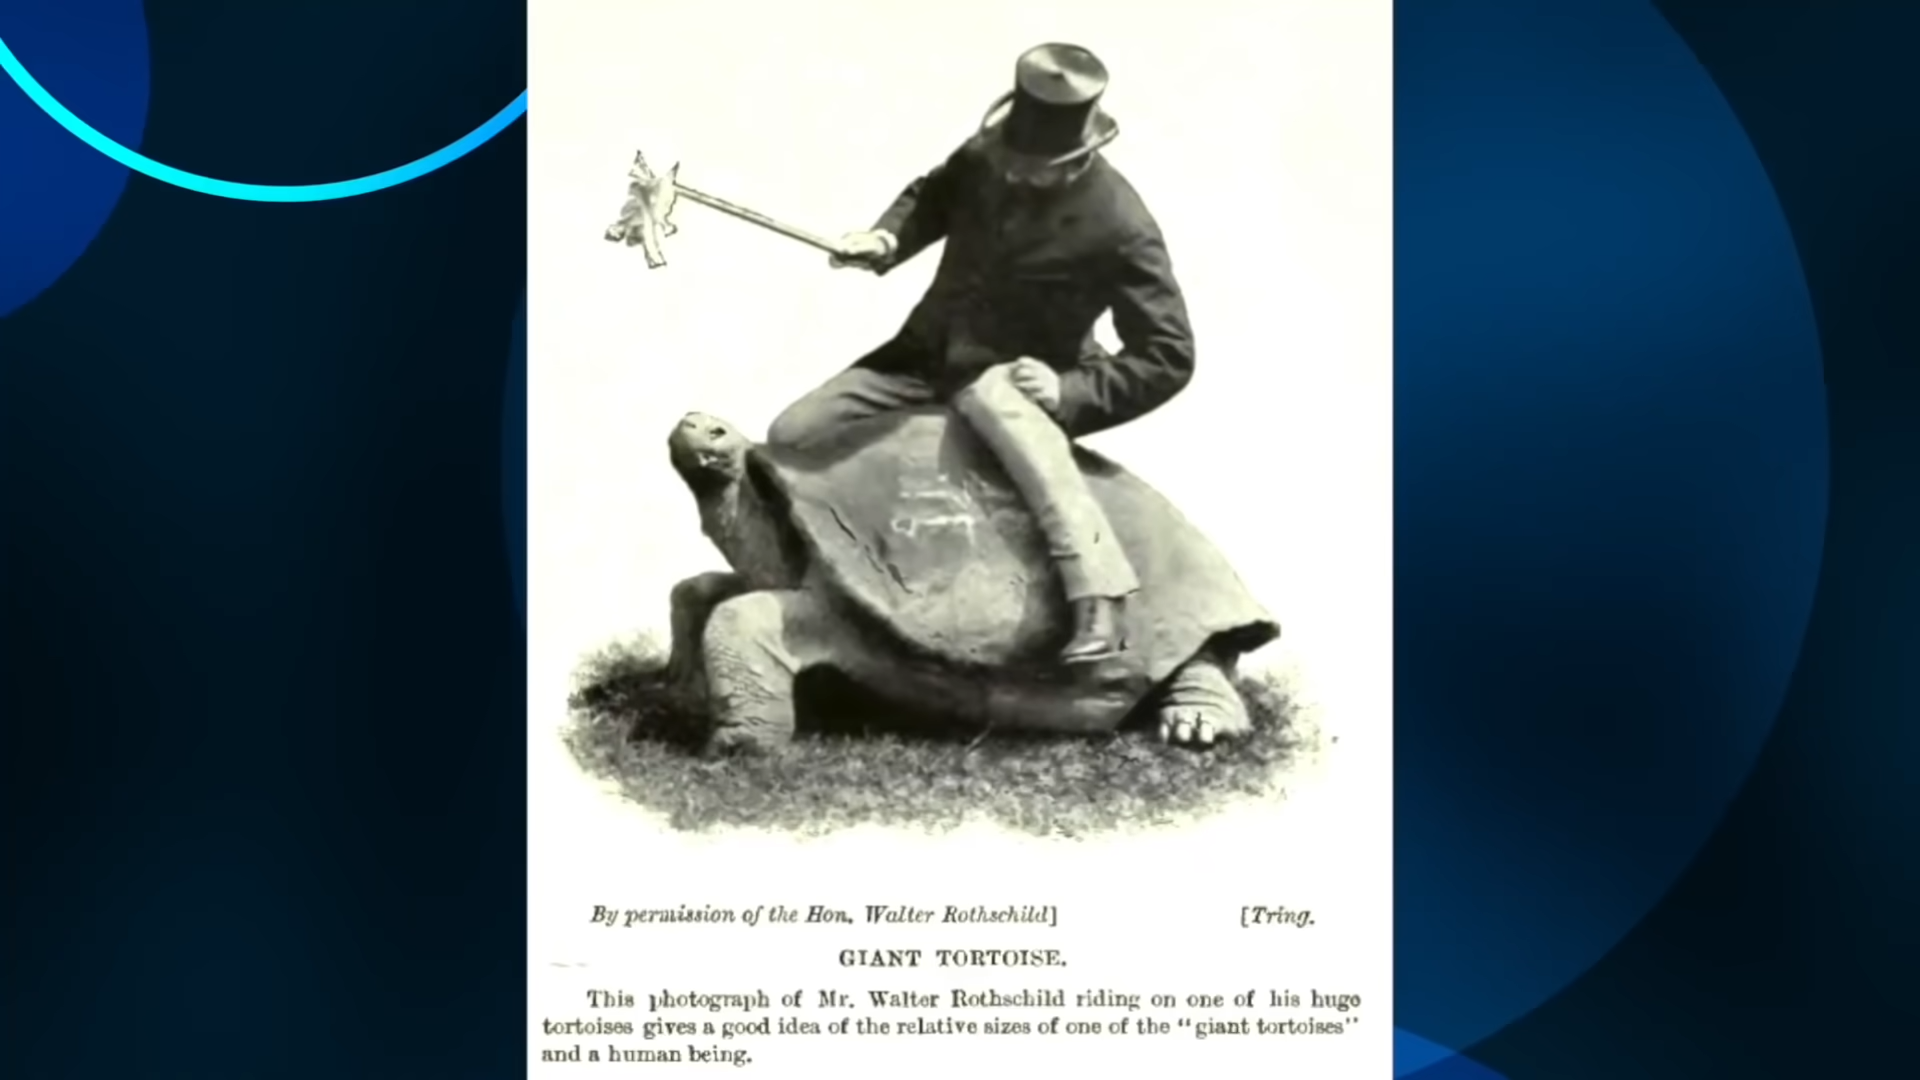 By permission of the Hon. Walter Rothschild] [Tring.
GIANT TORTOISE.
This photograph of Mr. Walter Rothschild riding on one of his huge
tortoises gives a good idea of the relative sizes of one of the “giant tortoises”
and a human being.